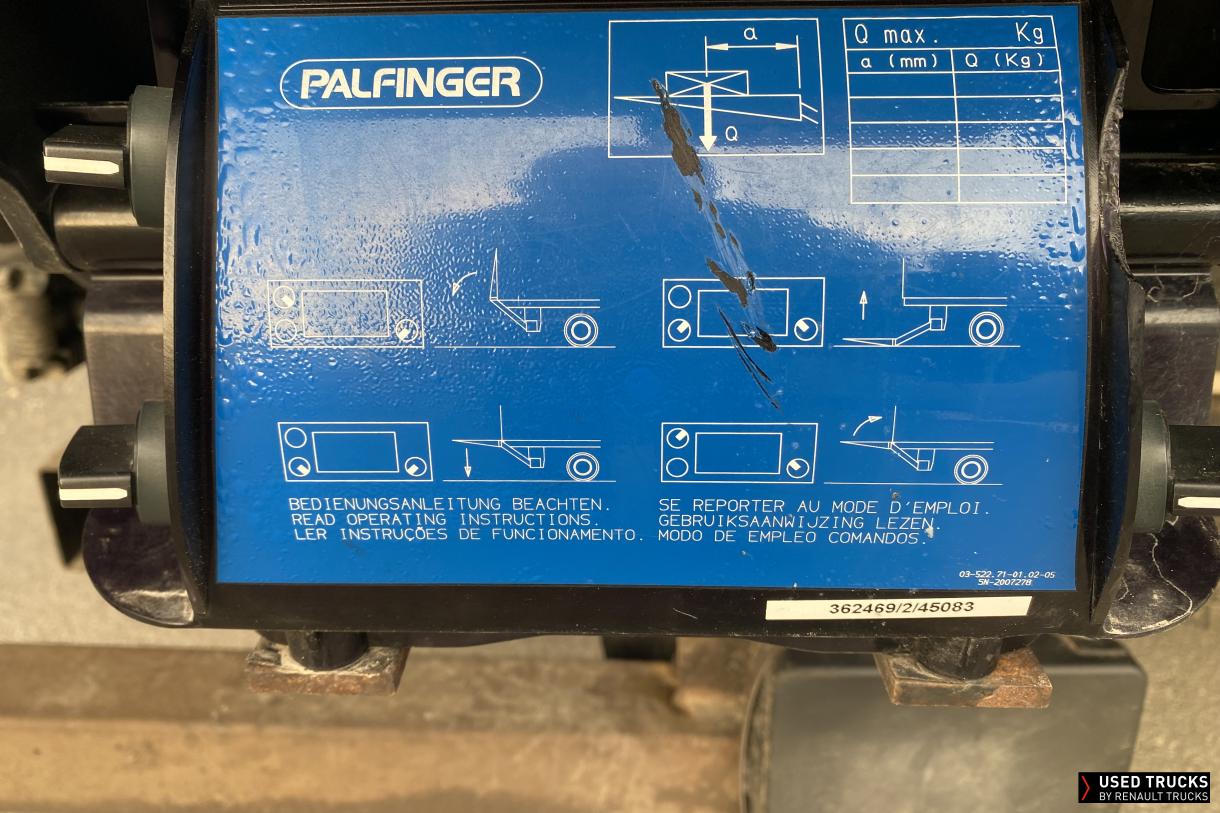 PALFINGER
a
Q
Q max. Kg
a (mm) Q (Kg)
BEDIENUNGSANLEITUNG BEACHTEN.
READ OPERATING INSTRUCTIONS.
LER INSTRUÇÕES DE FUNCIONAMENTO.
SE REPORTER AU MODE D'EMPLOI.
GEBRUIKSAANWIJZING LEZEN.
MODO DE EMPLEO COMANDOS.
03-522.71-01.02-05
SN-2007278
362469/2/45083
USED TRUCKS
BY RENAULT TRUCKS